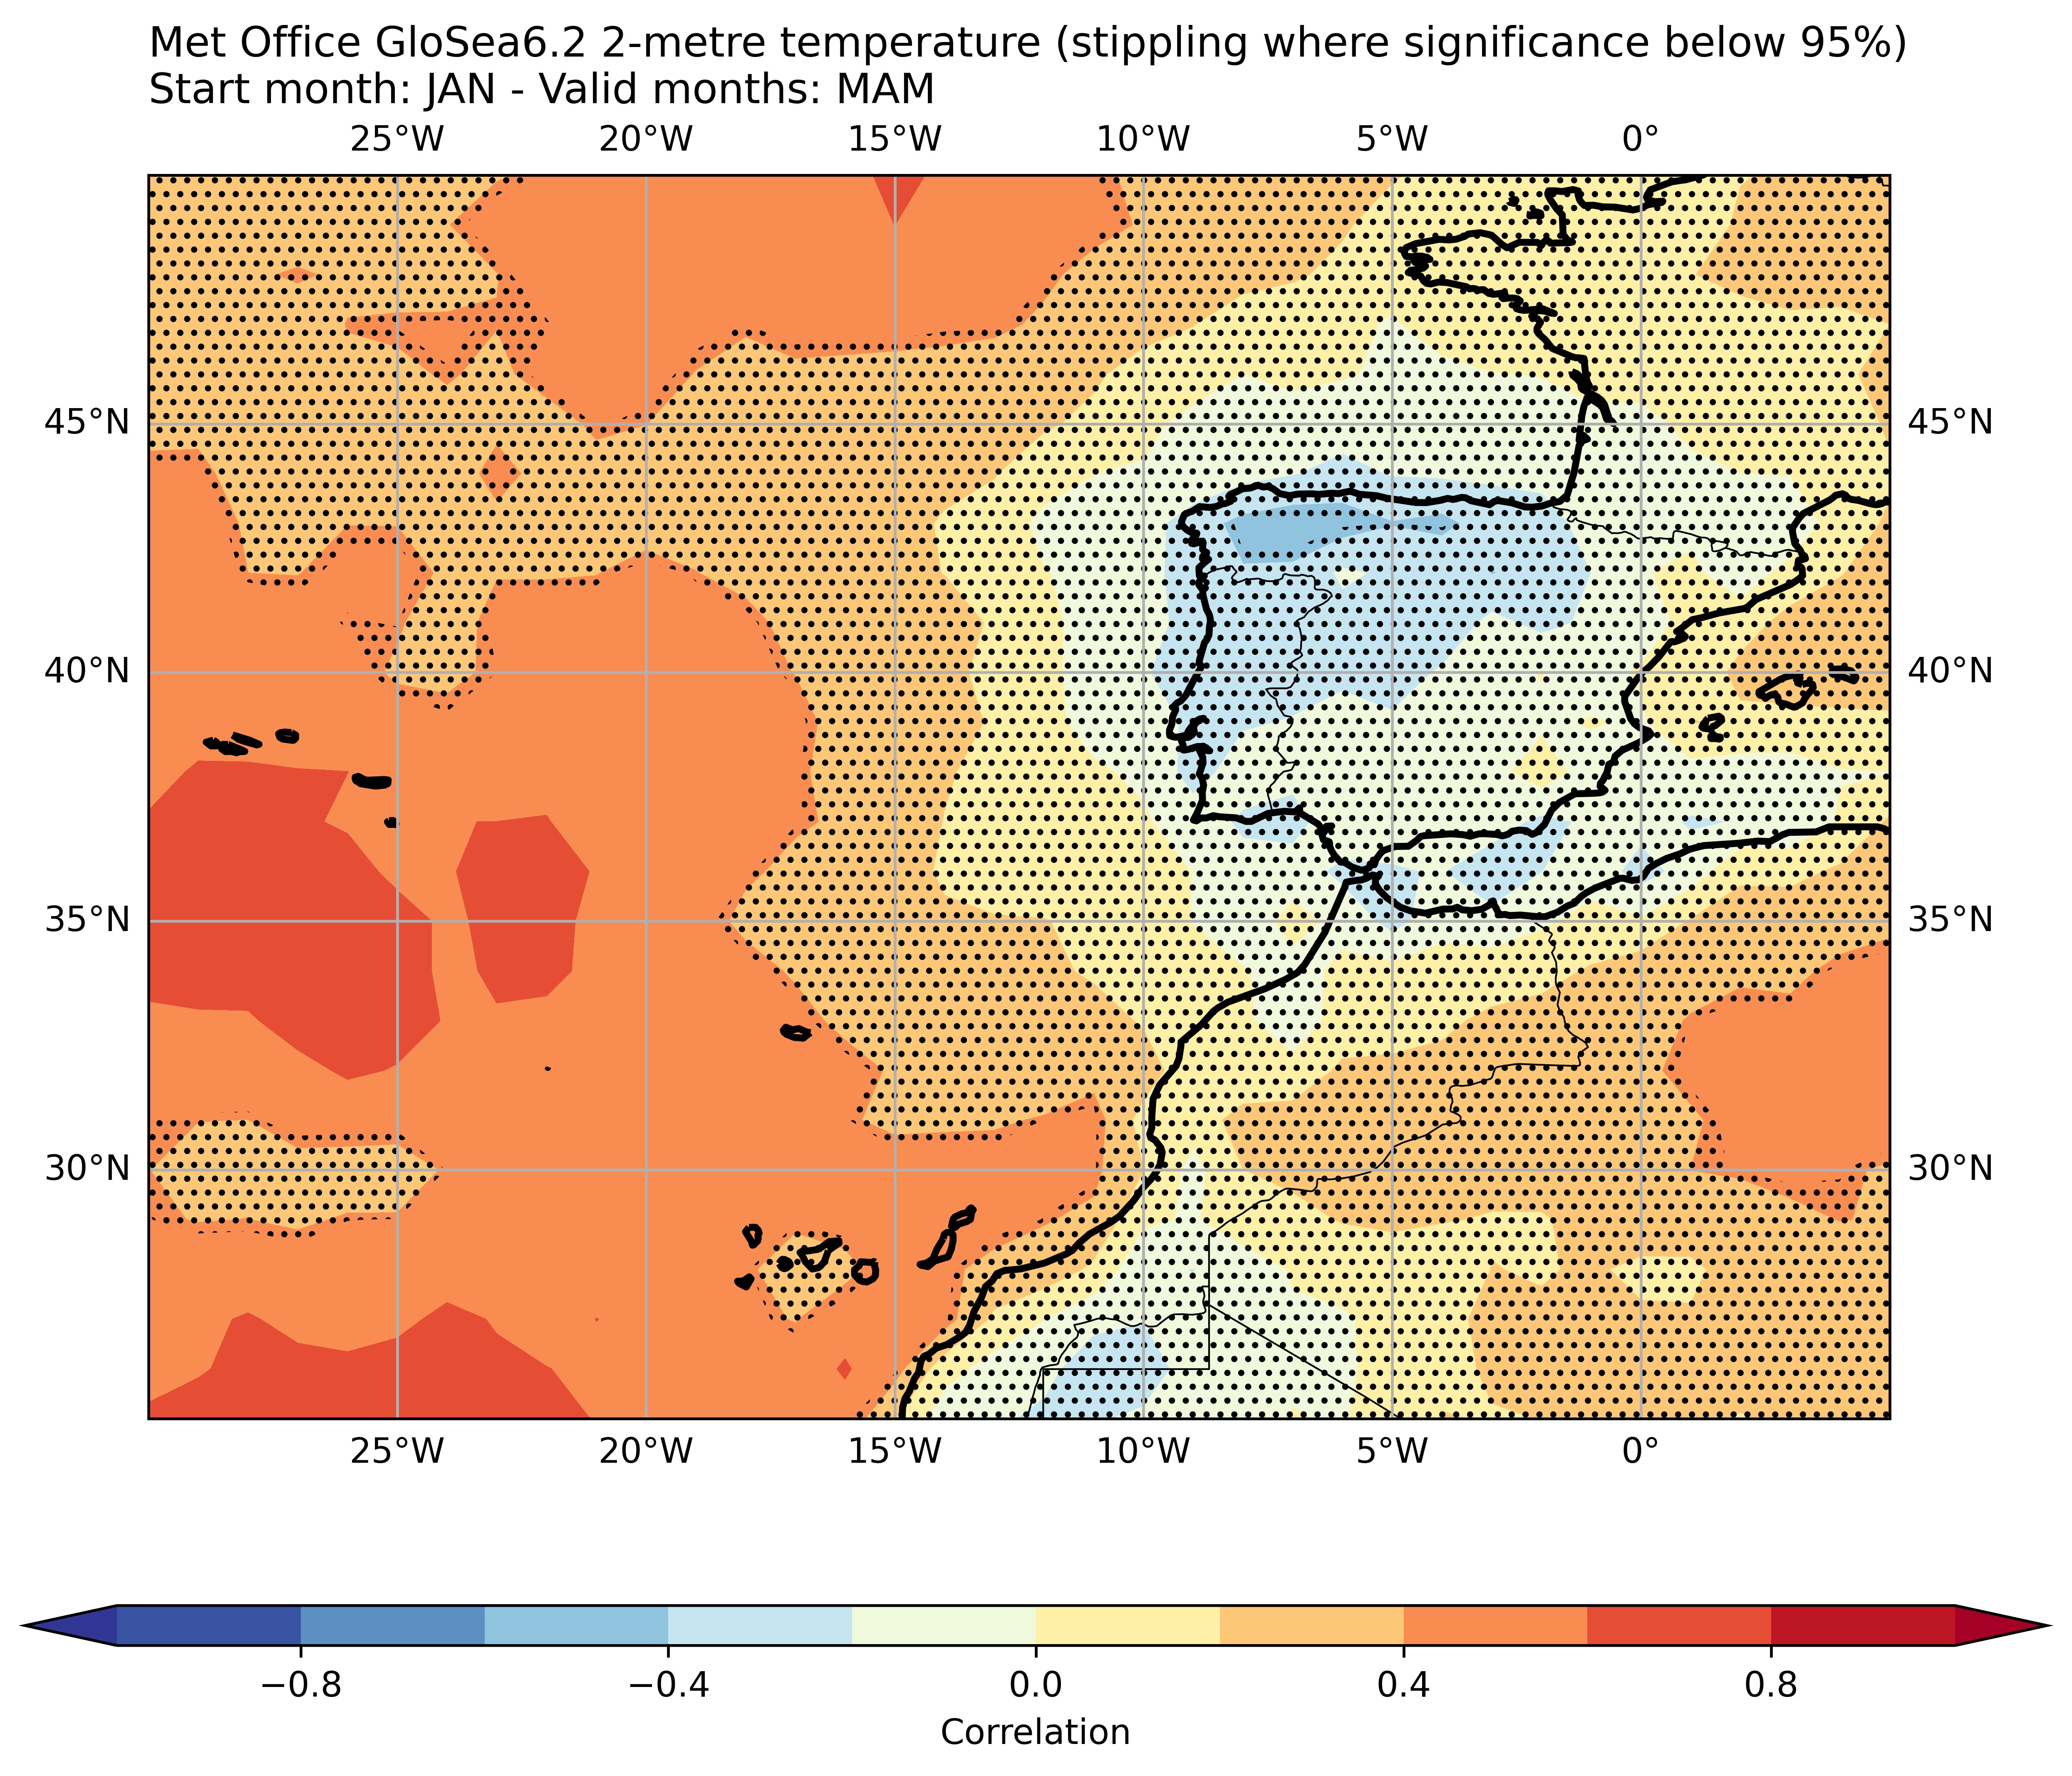 Met Office GloSea6.2 2-metre temperature (stippling where significance below 95%)
Start month: JAN - Valid months: MAM
25°W 20°W 15°W 10°W 5°W 0°
45°N 45°N
40°N 40°N
35°N 35°N
30°N 30°N
25°W 20°W 15°W 10°W 5°W 0°
−0.8 −0.4 0.0 0.4 0.8
Correlation